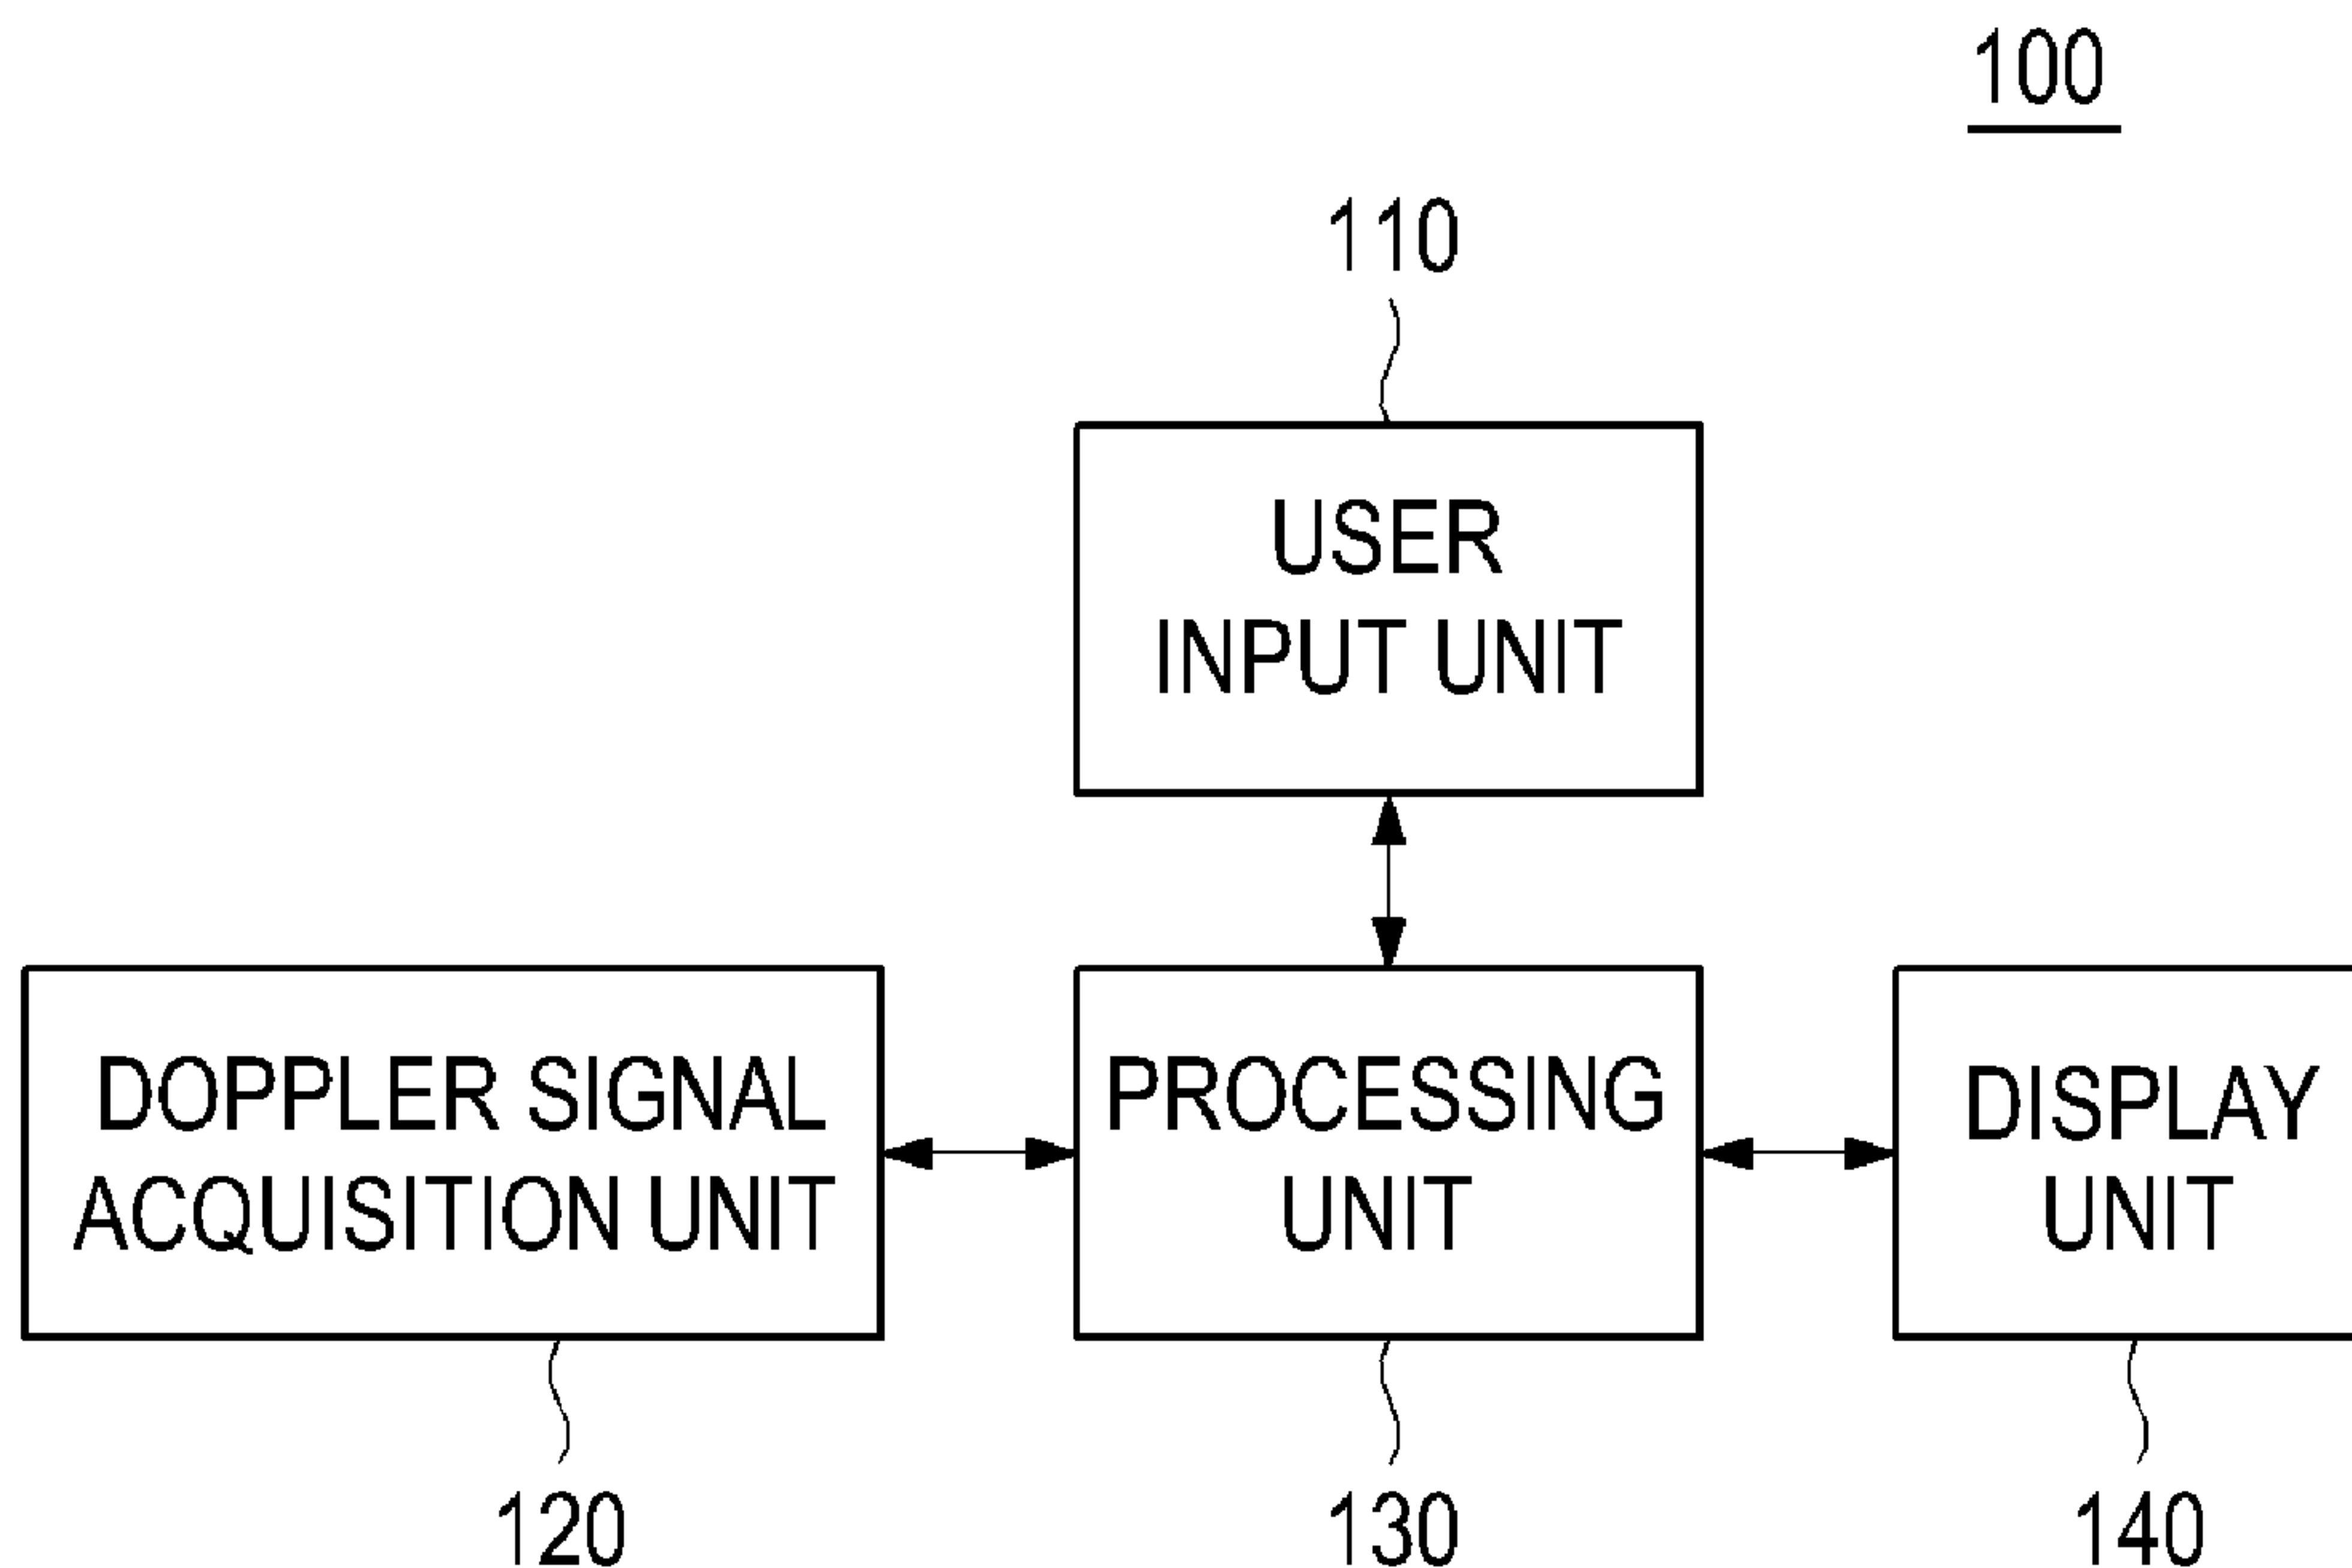 100
110
USER
INPUT UNIT
DOPPLER SIGNAL
ACQUISITION UNIT
PROCESSING
UNIT
DISPLAY
UNIT
120
130
140